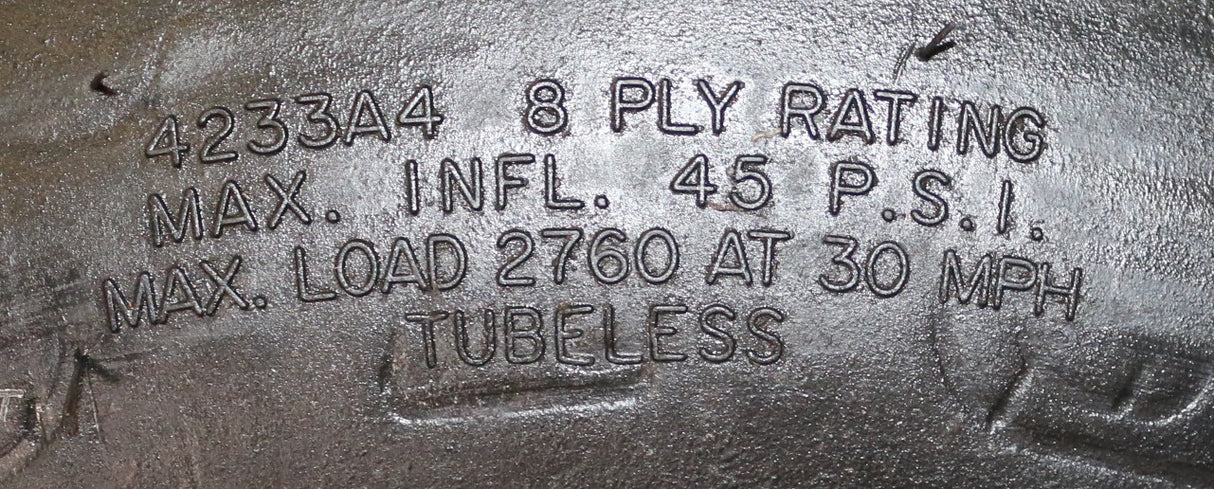 4233A4 8 PLY RATING
MAX. INFL. 45 P.S.I.
MAX. LOAD 2760 AT 30 MPH
TUBELESS